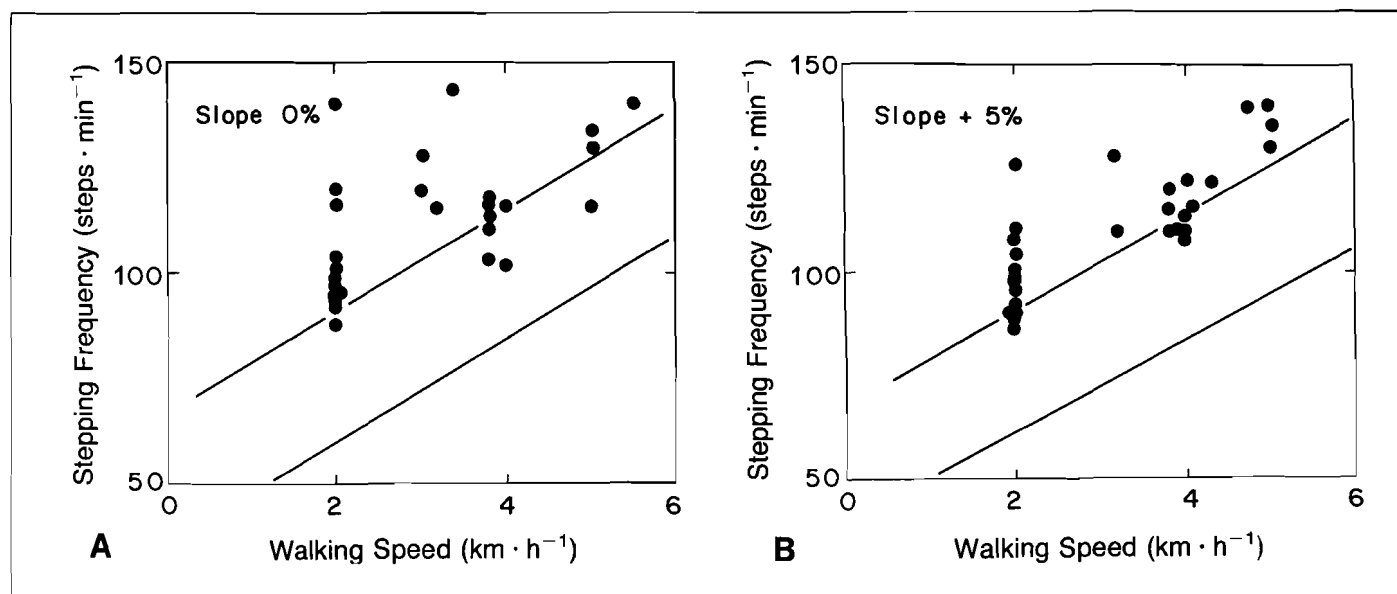 150
100
50
Stepping Frequency (steps · min⁻¹)
Slope 0%
0 2 4 6
A Walking Speed (km · h⁻¹)
150
100
50
Stepping Frequency (steps · min⁻¹)
Slope + 5%
0 2 4 6
B Walking Speed (km · h⁻¹)